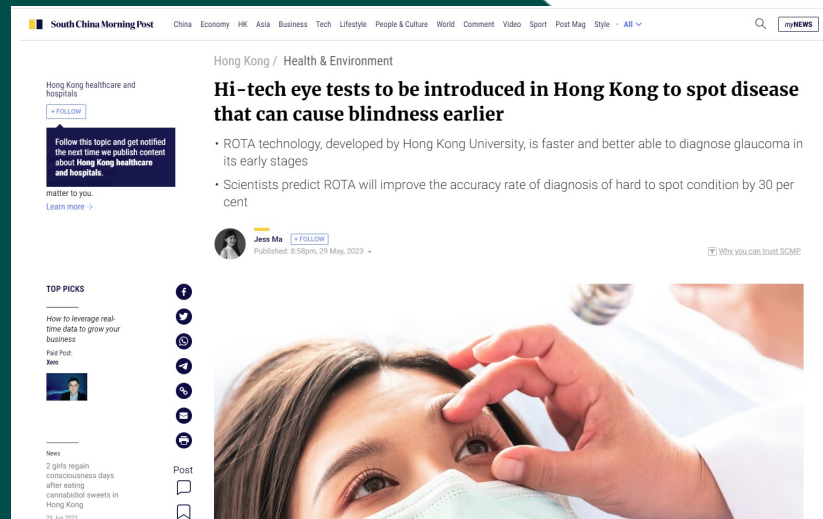 South China Morning Post
China Economy HK Asia Business Tech Lifestyle People & Culture World Comment Video Sport Post Mag Style - All
myNEWS
Hong Kong / Health & Environment
Hi-tech eye tests to be introduced in Hong Kong to spot disease
that can cause blindness earlier
• ROTA technology, developed by Hong Kong University, is faster and better able to diagnose glaucoma in
its early stages
• Scientists predict ROTA will improve the accuracy rate of diagnosis of hard to spot condition by 30 per
cent
Jess Ma + FOLLOW
Published: 8:58pm, 29 May, 2023
Why you can trust SCMP
Hong Kong healthcare and
hospitals
+ FOLLOW
Follow this topic and get notified
the next time we publish content
about Hong Kong healthcare
and hospitals.
matter to you.
Learn more
TOP PICKS
How to leverage real-
time data to grow your
business
Paid Post:
Xero
News
2 girls regain
consciousness days
after eating
cannabidiol sweets in
Hong Kong
Post